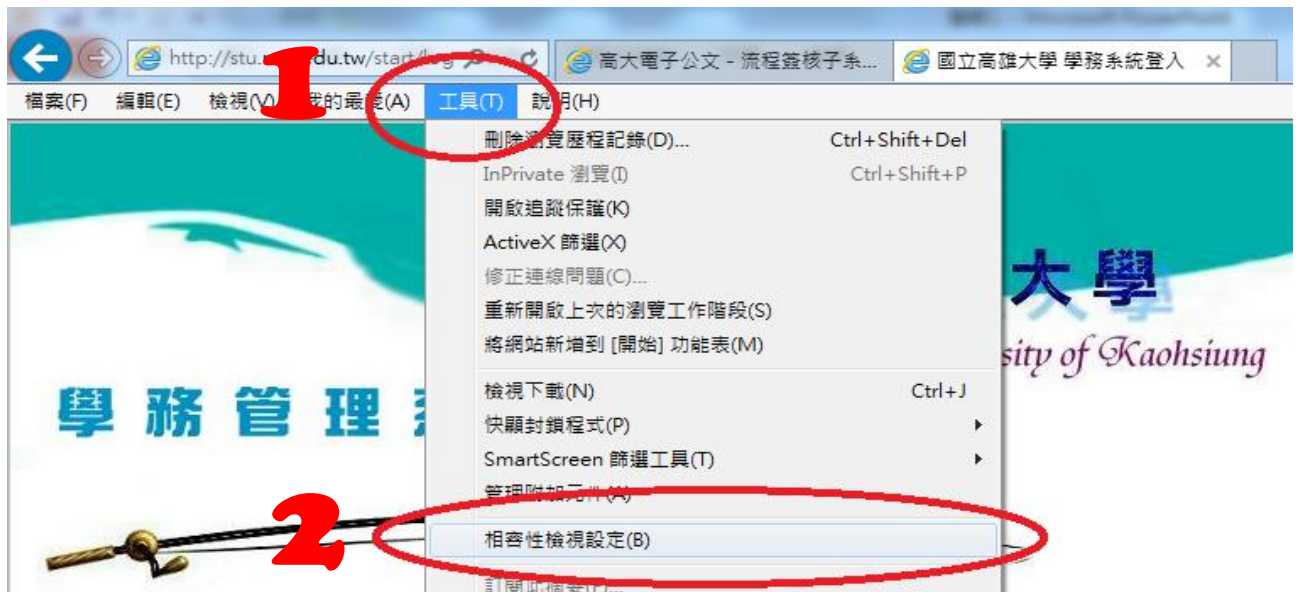 http://stu. du.tw/start/
高大電子公文 - 流程簽核子系...
國立高雄大學 學務系統登入
1
檔案(F) 編輯(E) 檢視(V) 我的最愛(A) 工具(T) 說明(H)
刪除瀏覽歷程記錄(D)... Ctrl+Shift+Del
InPrivate 瀏覽(I) Ctrl+Shift+P
開啟追蹤保護(K)
ActiveX 篩選(X)
修正連線問題(C)...
重新開啟上次的瀏覽工作階段(S)
將網站新增到 [開始] 功能表(M)
大學
sity of Kaohsiung
檢視下載(N) Ctrl+J
快顯封鎖程式(P)
SmartScreen 篩選工具(T)
管理附加元件(A)
學務管理
2
相容性檢視設定(B)